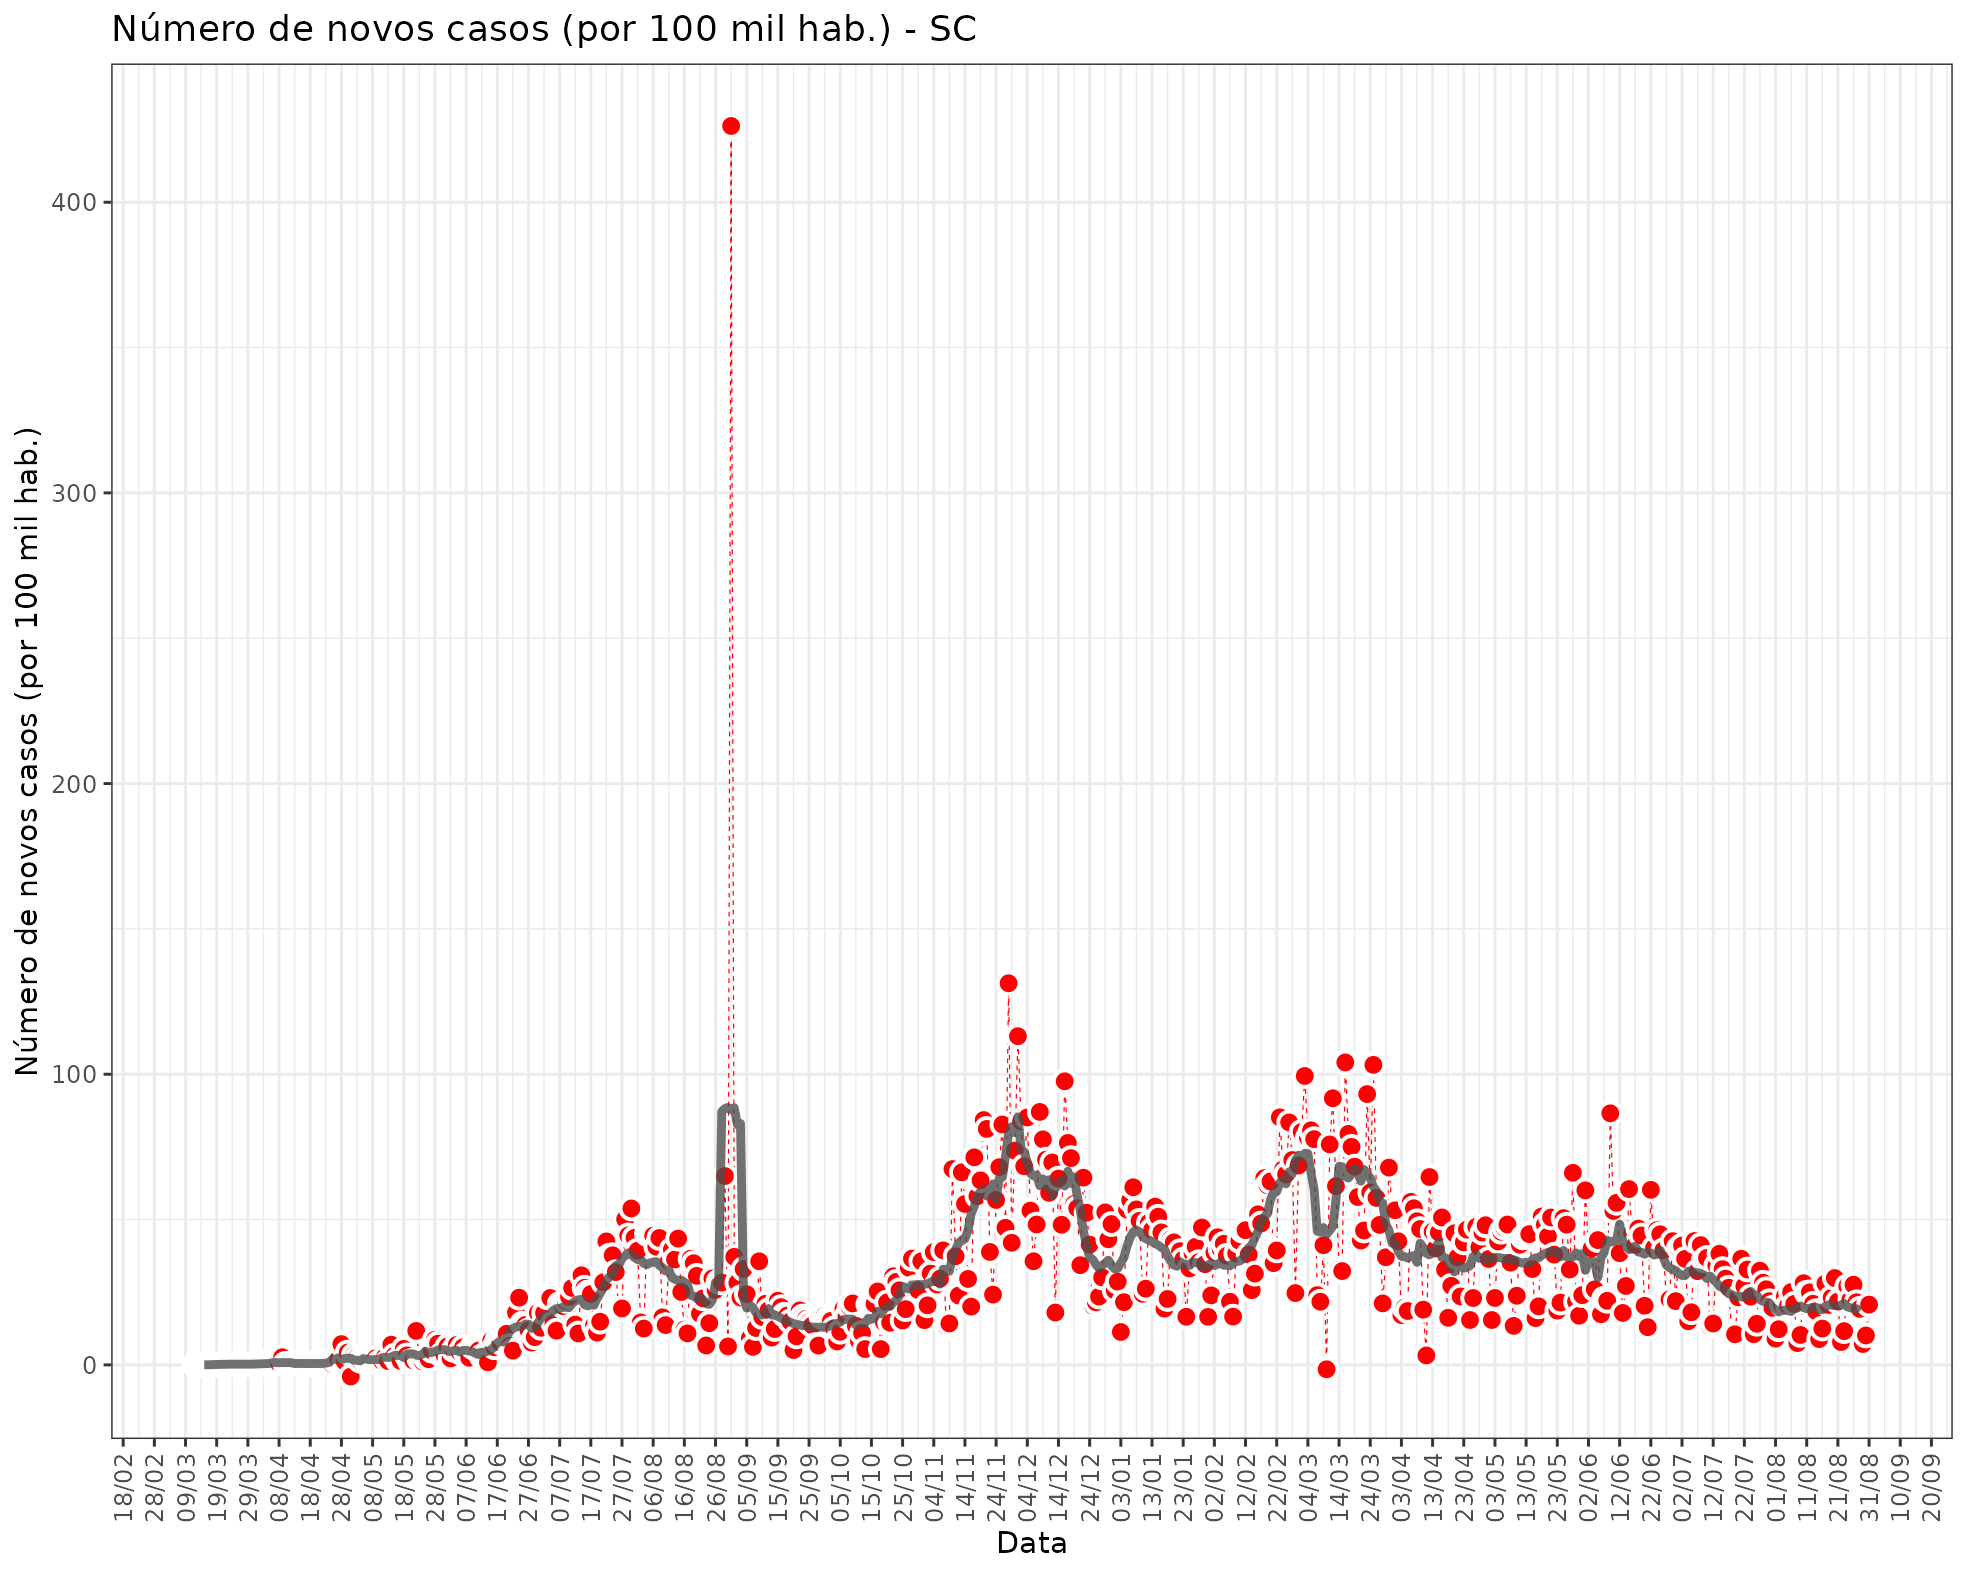 Número de novos casos (por 100 mil hab.) - SC
Número de novos casos (por 100 mil hab.)
400
300
200
100
0
18/02 28/02 09/03 19/03 29/03 08/04 18/04 28/04 08/05 18/05 28/05 07/06 17/06 27/06 07/07 17/07 27/07 06/08 16/08 26/08 05/09 15/09 25/09 05/10 15/10 25/10 04/11 14/11 24/11 04/12 14/12 24/12 03/01 13/01 23/01 02/02 12/02 22/02 04/03 14/03 24/03 03/04 13/04 23/04 03/05 13/05 23/05 02/06 12/06 22/06 02/07 12/07 22/07 01/08 11/08 21/08 31/08 10/09 20/09
Data